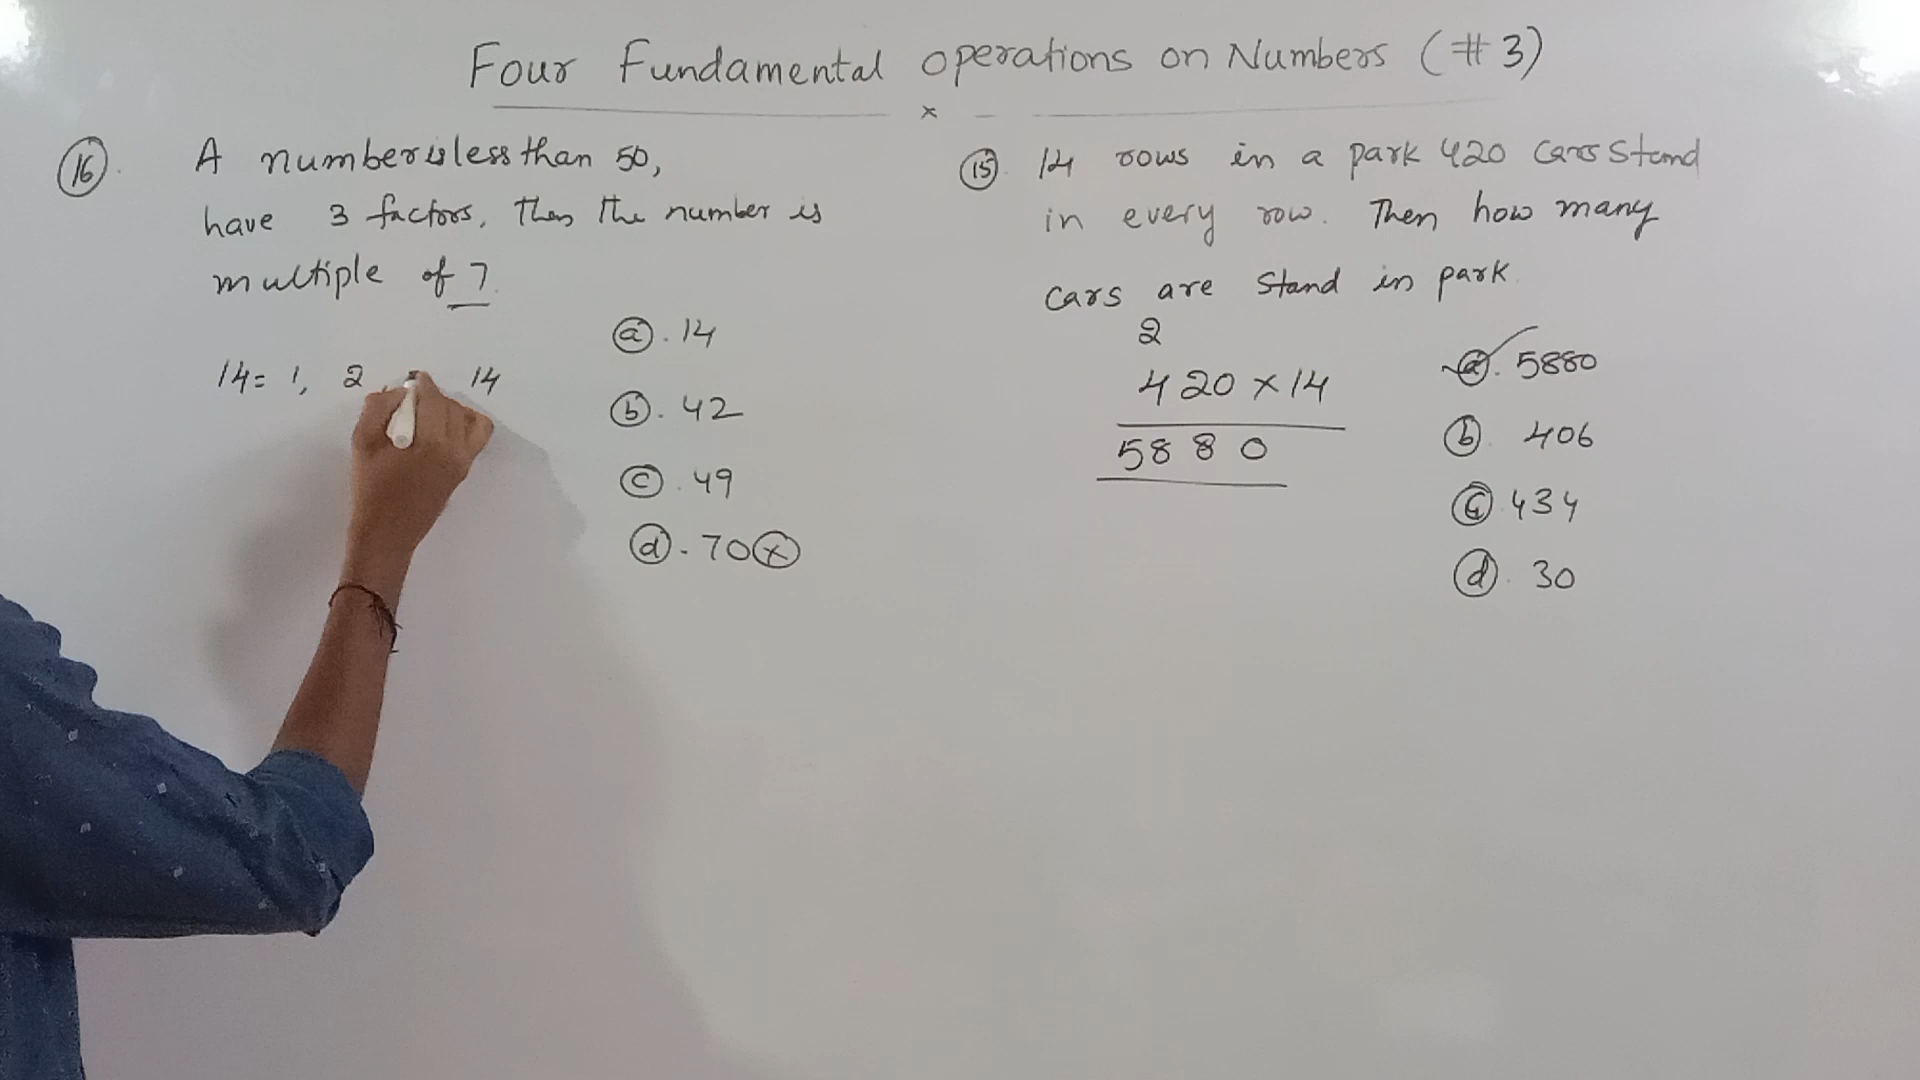 Four Fundamental operations on Numbers (#3)
x
16. A number is less than 50,
have 3 factors, then the number is
multiple of 7.
a. 14
b. 42
c. 49
d. 70 x
14 = 1, 2, 14
15. 14 rows in a park 420 cars stand
in every row. Then how many
cars are stand in park.
2
420 x 14
5880
a. 5880
b. 406
c. 434
d. 30